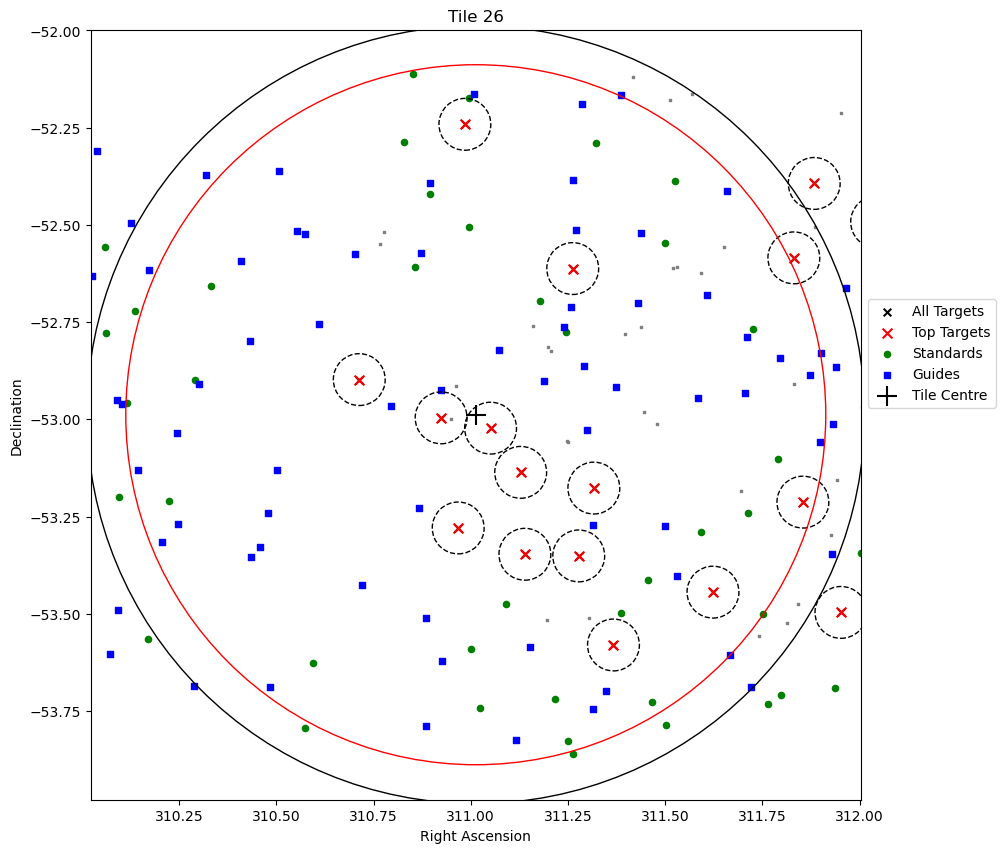 Tile 26
−52.00
−52.25
−52.50
−52.75
−53.00
−53.25
−53.50
−53.75
Declination
310.25
310.50
310.75
311.00
311.25
311.50
311.75
312.00
Right Ascension
All Targets
Top Targets
Standards
Guides
Tile Centre